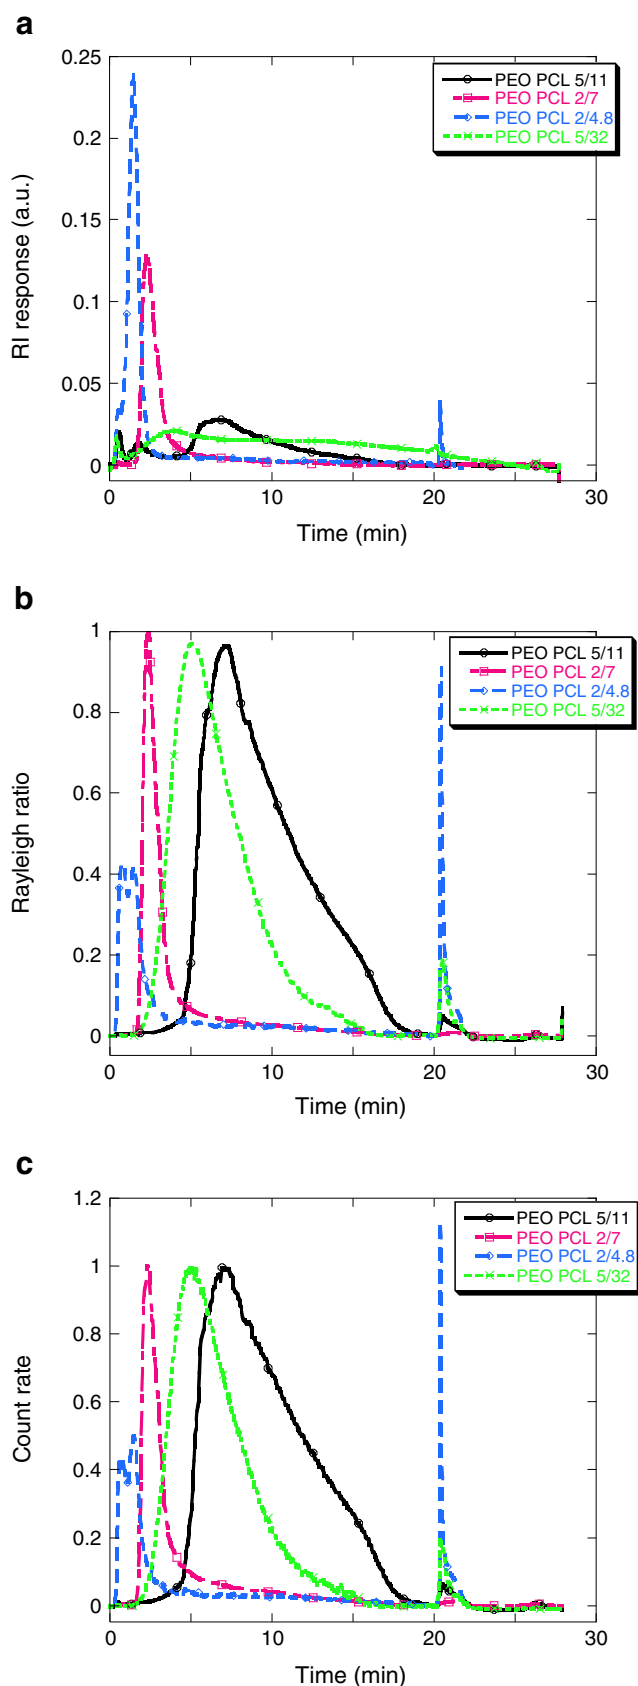 a
0.25
0.2
0.15
0.1
0.05
0
RI response (a.u.)
PEO PCL 5/11
PEO PCL 2/7
PEO PCL 2/4.8
PEO PCL 5/32
0 10 20 30
Time (min)
b
1
0.8
0.6
0.4
0.2
0
Rayleigh ratio
PEO PCL 5/11
PEO PCL 2/7
PEO PCL 2/4.8
PEO PCL 5/32
0 10 20 30
Time (min)
c
1.2
1
0.8
0.6
0.4
0.2
0
Count rate
PEO PCL 5/11
PEO PCL 2/7
PEO PCL 2/4.8
PEO PCL 5/32
0 10 20 30
Time (min)